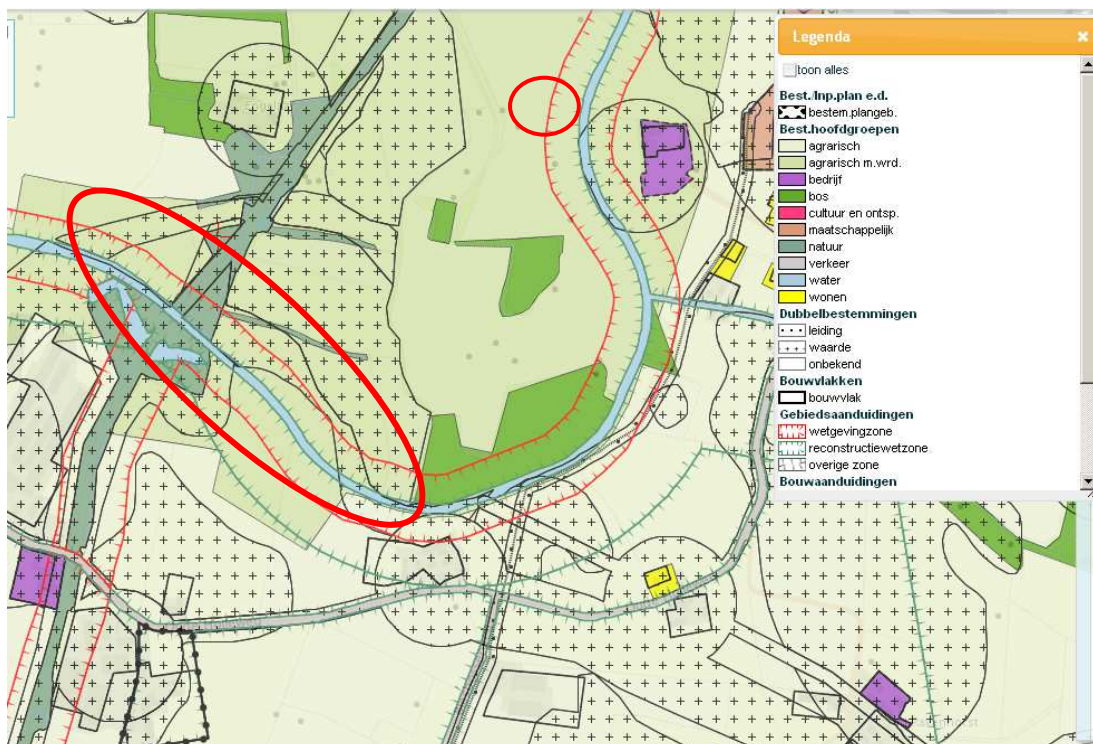 Legenda
toon alles
Best./Inp.plan e.d.
bestem.plangeb.
Best.hoofdgroepen
agrarisch
agrarisch m.wrd.
bedrijf
bos
cultuur en ontsp.
maatschappelijk
natuur
verkeer
water
wonen
Dubbelbestemmingen
leiding
waarde
onbekend
Bouwvlakken
bouwvlak
Gebiedsaanduidingen
wetgevingzone
reconstructiewetzone
overige zone
Bouwaanduidingen